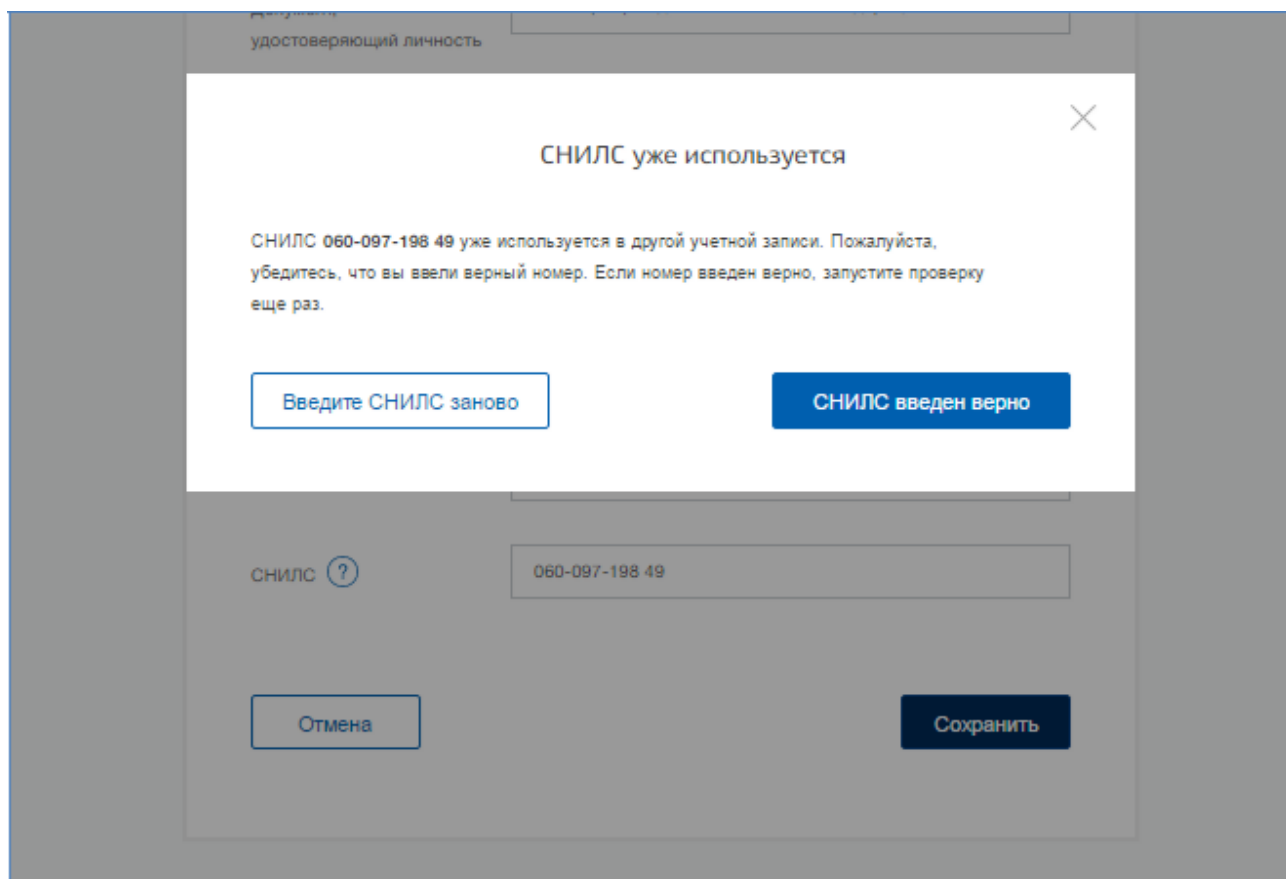 удостоверяющий личность
СНИЛС уже используется
СНИЛС 060-097-198 49 уже используется в другой учетной записи. Пожалуйста,
убедитесь, что вы ввели верный номер. Если номер введен верно, запустите проверку
еще раз.
Введите СНИЛС заново
СНИЛС введен верно
СНИЛС ?
060-097-198 49
Отмена
Сохранить